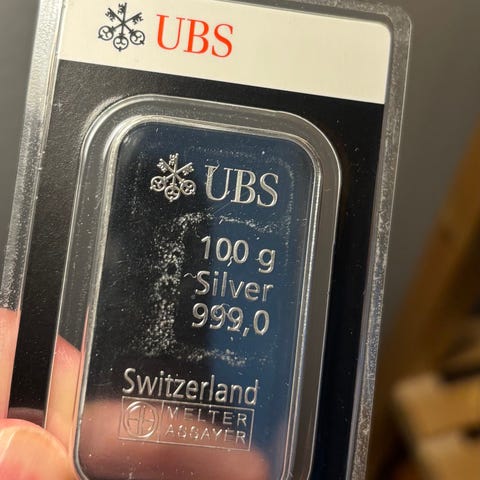 UBS
UBS
100 g
Silver
999,0
Switzerland
MELTER
ASSAYER